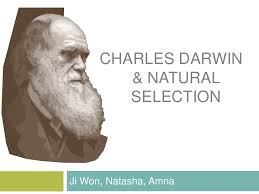 CHARLES DARWIN
& NATURAL
SELECTION
Ji Won, Natasha, Amna